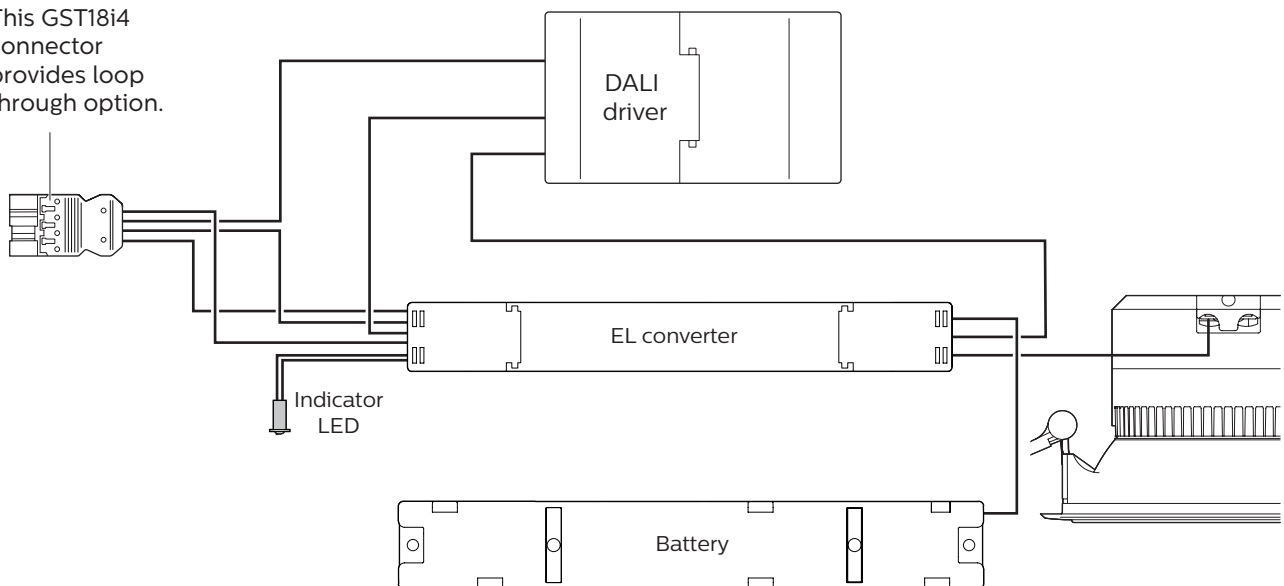 This GST18i4
connector
provides loop
through option.
DALI
driver
EL converter
Indicator
LED
Battery